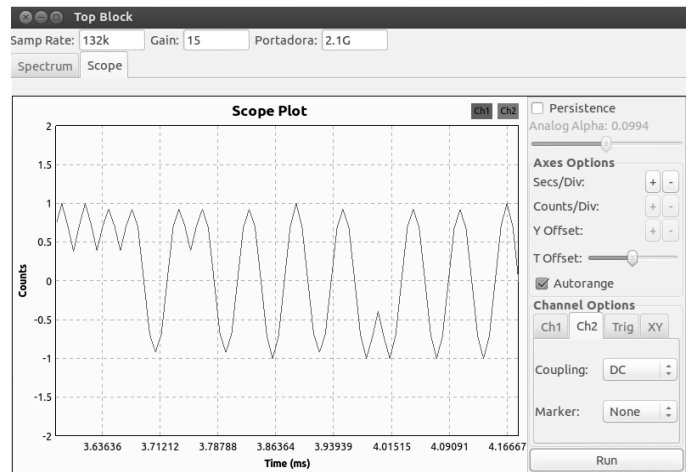 Top Block
Samp Rate: 132k Gain: 15 Portadora: 2.1G
Spectrum Scope
Scope Plot
Ch1 Ch2
2
1.5
1
0.5
0
-0.5
-1
-1.5
-2
Counts
3.63636 3.71212 3.78788 3.86364 3.93939 4.01515 4.09091 4.16667
Time (ms)
Persistence
Analog Alpha: 0.0994
Axes Options
Secs/Div: + -
Counts/Div: + -
Y Offset: + -
T Offset:
Autorange
Channel Options
Ch1 Ch2 Trig XY
Coupling: DC
Marker: None
Run